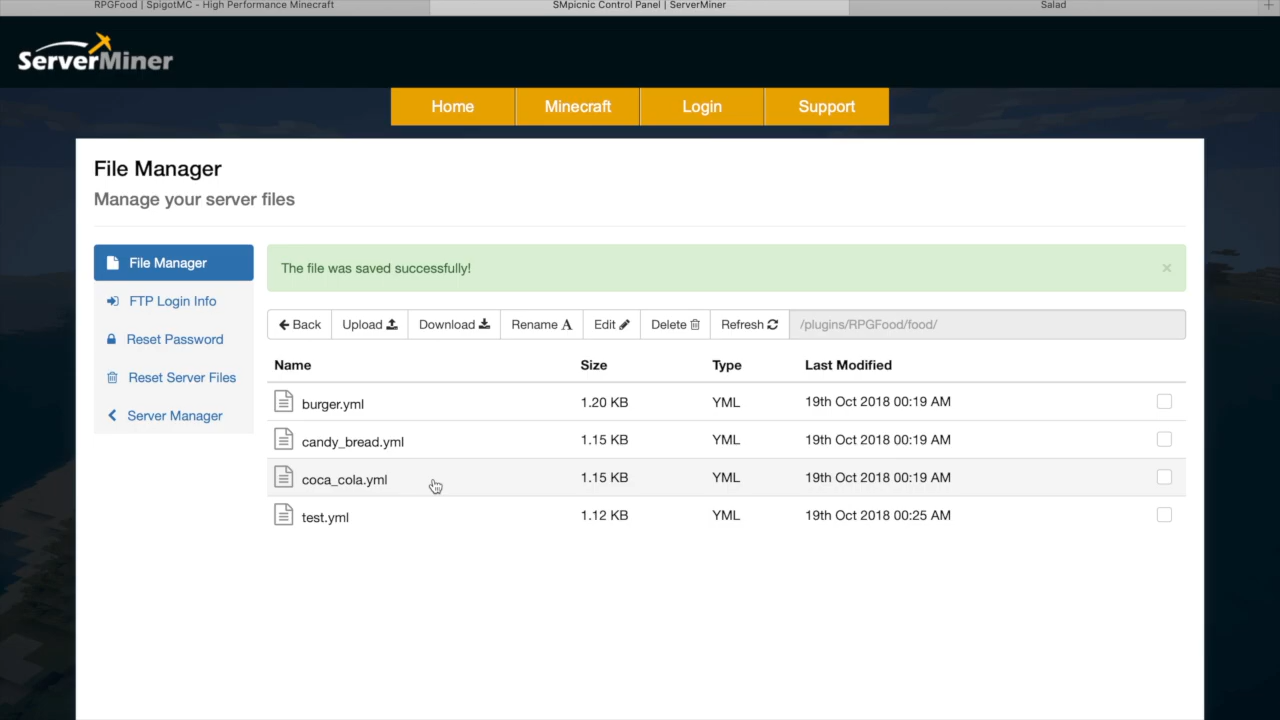 RPGFood | SpigotMC - High Performance Minecraft
SMpicnic Control Panel | ServerMiner
Salad
ServerMiner
Home
Minecraft
Login
Support
File Manager
Manage your server files
File Manager
FTP Login Info
Reset Password
Reset Server Files
Server Manager
The file was saved successfully!
×
Back
Upload
Download
Rename
Edit
Delete
Refresh
/plugins/RPGFood/food/
Name Size Type Last Modified
burger.yml 1.20 KB YML 19th Oct 2018 00:19 AM
candy_bread.yml 1.15 KB YML 19th Oct 2018 00:19 AM
coca_cola.yml 1.15 KB YML 19th Oct 2018 00:19 AM
test.yml 1.12 KB YML 19th Oct 2018 00:25 AM